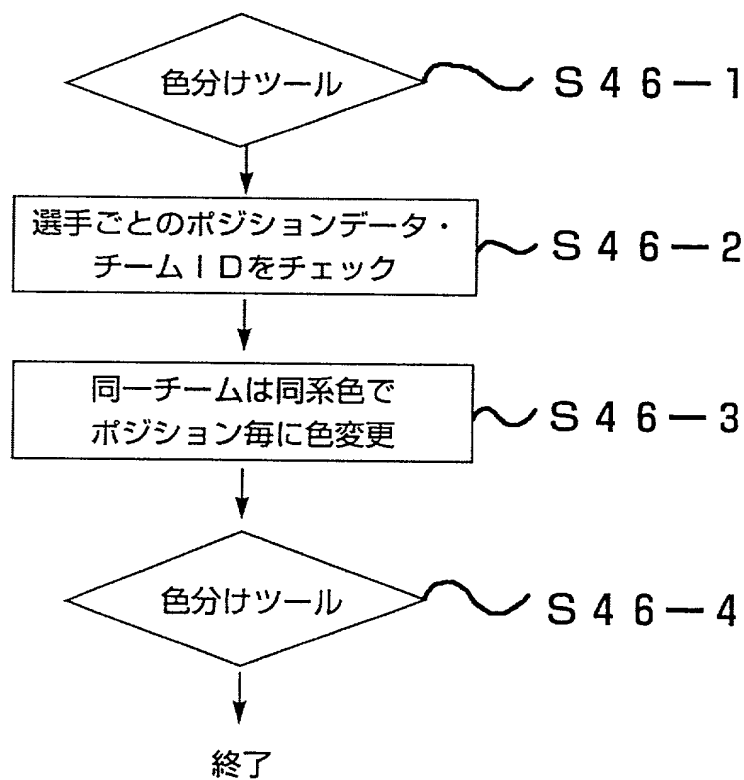 色分けツール
S46－1
選手ごとのポジションデータ・
チームIDをチェック
S46－2
同一チームは同系色で
ポジション毎に色変更
S46－3
色分けツール
S46－4
終了